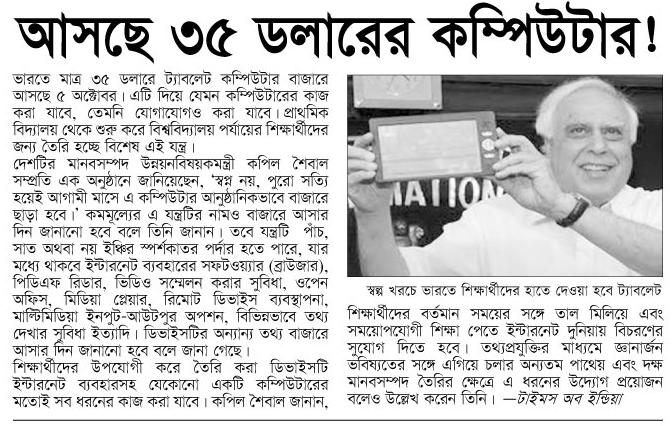 আসছে ৩৫ ডলারের কম্পিউটার!
ভারতে মাত্র ৩৫ ডলারে ট্যাবলেট কম্পিউটার বাজারে
আসছে ৫ অক্টোবর। এটি দিয়ে যেমন কম্পিউটারের কাজ
করা যাবে, তেমনি যোগাযোগও করা যাবে। প্রাথমিক
বিদ্যালয় থেকে শুরু করে বিশ্ববিদ্যালয় পর্যায়ের শিক্ষার্থীদের
জন্য তৈরি হচ্ছে বিশেষ এই যন্ত্র।
দেশটির মানবসম্পদ উন্নয়নবিষয়কমন্ত্রী কপিল শৈবাল
সম্প্রতি এক অনুষ্ঠানে জানিয়েছেন, ‘স্বপ্ন নয়, পুরো সত্যি
হয়েই আগামী মাসে এ কম্পিউটার আনুষ্ঠানিকভাবে বাজারে
ছাড়া হবে।’ কমমূল্যের এ যন্ত্রটির নামও বাজারে আসার
দিন জানানো হবে বলে তিনি জানান। তবে যন্ত্রটি পাঁচ,
সাত অথবা নয় ইঞ্চির স্পর্শকাতর পর্দার হতে পারে, যার
মধ্যে থাকবে ইন্টারনেট ব্যবহারের সফটওয়্যার (ব্রাউজার),
পিডিএফ রিডার, ভিডিও সম্মেলন করার সুবিধা, ওপেন
অফিস, মিডিয়া প্লেয়ার, রিমোট ডিভাইস ব্যবস্থাপনা,
মাল্টিমিডিয়া ইনপুট-আউটপুট অপশন, বিভিন্নভাবে তথ্য
দেখার সুবিধা ইত্যাদি। ডিভাইসটির অন্যান্য তথ্য বাজারে
আসার দিন জানানো হবে বলে জানা গেছে।
শিক্ষার্থীদের উপযোগী করে তৈরি করা ডিভাইসটি
ইন্টারনেট ব্যবহারসহ যেকোনো একটি কম্পিউটারের
মতোই সব ধরনের কাজ করা যাবে। কপিল শৈবাল জানান,
MATION
স্বল্প খরচে ভারতে শিক্ষার্থীদের হাতে দেওয়া হবে ট্যাবলেট
শিক্ষার্থীদের বর্তমান সময়ের সঙ্গে তাল মিলিয়ে এবং
সময়োপযোগী শিক্ষা পেতে ইন্টারনেট দুনিয়ায় বিচরণের
সুযোগ দিতে হবে। তথ্যপ্রযুক্তির মাধ্যমে জ্ঞানার্জন
ভবিষ্যতের সঙ্গে এগিয়ে চলার অন্যতম পাথেয় এবং দক্ষ
মানবসম্পদ তৈরির ক্ষেত্রে এ ধরনের উদ্যোগ প্রয়োজন
বলেও উল্লেখ করেন তিনি। —টাইমস অব ইন্ডিয়া